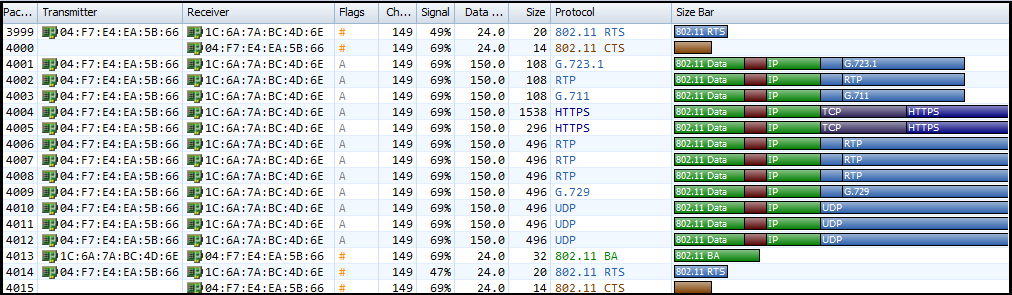 Pac... Transmitter Receiver Flags Ch... Signal Data ... Size Protocol Size Bar
3999 04:F7:E4:EA:5B:66 1C:6A:7A:BC:4D:6E # 149 49% 24.0 20 802.11 RTS 802.11 RTS
4000 04:F7:E4:EA:5B:66 # 149 69% 24.0 14 802.11 CTS
4001 04:F7:E4:EA:5B:66 1C:6A:7A:BC:4D:6E A 149 69% 150.0 108 G.723.1 802.11 Data IP G.723.1
4002 04:F7:E4:EA:5B:66 1C:6A:7A:BC:4D:6E A 149 69% 150.0 108 RTP 802.11 Data IP RTP
4003 04:F7:E4:EA:5B:66 1C:6A:7A:BC:4D:6E A 149 69% 150.0 108 G.711 802.11 Data IP G.711
4004 04:F7:E4:EA:5B:66 1C:6A:7A:BC:4D:6E A 149 69% 150.0 1538 HTTPS 802.11 Data IP TCP HTTPS
4005 04:F7:E4:EA:5B:66 1C:6A:7A:BC:4D:6E A 149 69% 150.0 296 HTTPS 802.11 Data IP TCP HTTPS
4006 04:F7:E4:EA:5B:66 1C:6A:7A:BC:4D:6E A 149 69% 150.0 496 RTP 802.11 Data IP RTP
4007 04:F7:E4:EA:5B:66 1C:6A:7A:BC:4D:6E A 149 69% 150.0 496 RTP 802.11 Data IP RTP
4008 04:F7:E4:EA:5B:66 1C:6A:7A:BC:4D:6E A 149 69% 150.0 496 RTP 802.11 Data IP RTP
4009 04:F7:E4:EA:5B:66 1C:6A:7A:BC:4D:6E A 149 69% 150.0 496 G.729 802.11 Data IP G.729
4010 04:F7:E4:EA:5B:66 1C:6A:7A:BC:4D:6E A 149 69% 150.0 496 UDP 802.11 Data IP UDP
4011 04:F7:E4:EA:5B:66 1C:6A:7A:BC:4D:6E A 149 69% 150.0 496 UDP 802.11 Data IP UDP
4012 04:F7:E4:EA:5B:66 1C:6A:7A:BC:4D:6E A 149 69% 150.0 496 UDP 802.11 Data IP UDP
4013 1C:6A:7A:BC:4D:6E 04:F7:E4:EA:5B:66 # 149 69% 24.0 32 802.11 BA 802.11 BA
4014 04:F7:E4:EA:5B:66 1C:6A:7A:BC:4D:6E # 149 47% 24.0 20 802.11 RTS 802.11 RTS
4015 04:F7:E4:EA:5B:66 # 149 69% 24.0 14 802.11 CTS